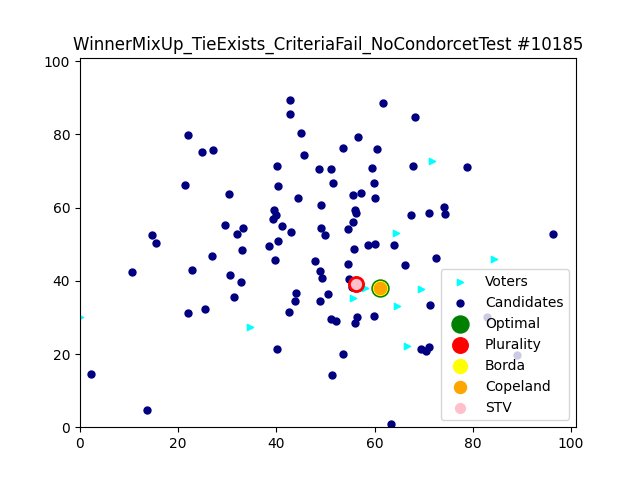 WinnerMixUp_TieExists_CriteriaFail_NoCondorcetTest #10185
100
80
60
40
20
0
0 20 40 60 80 100
Voters
Candidates
Optimal
Plurality
Borda
Copeland
STV